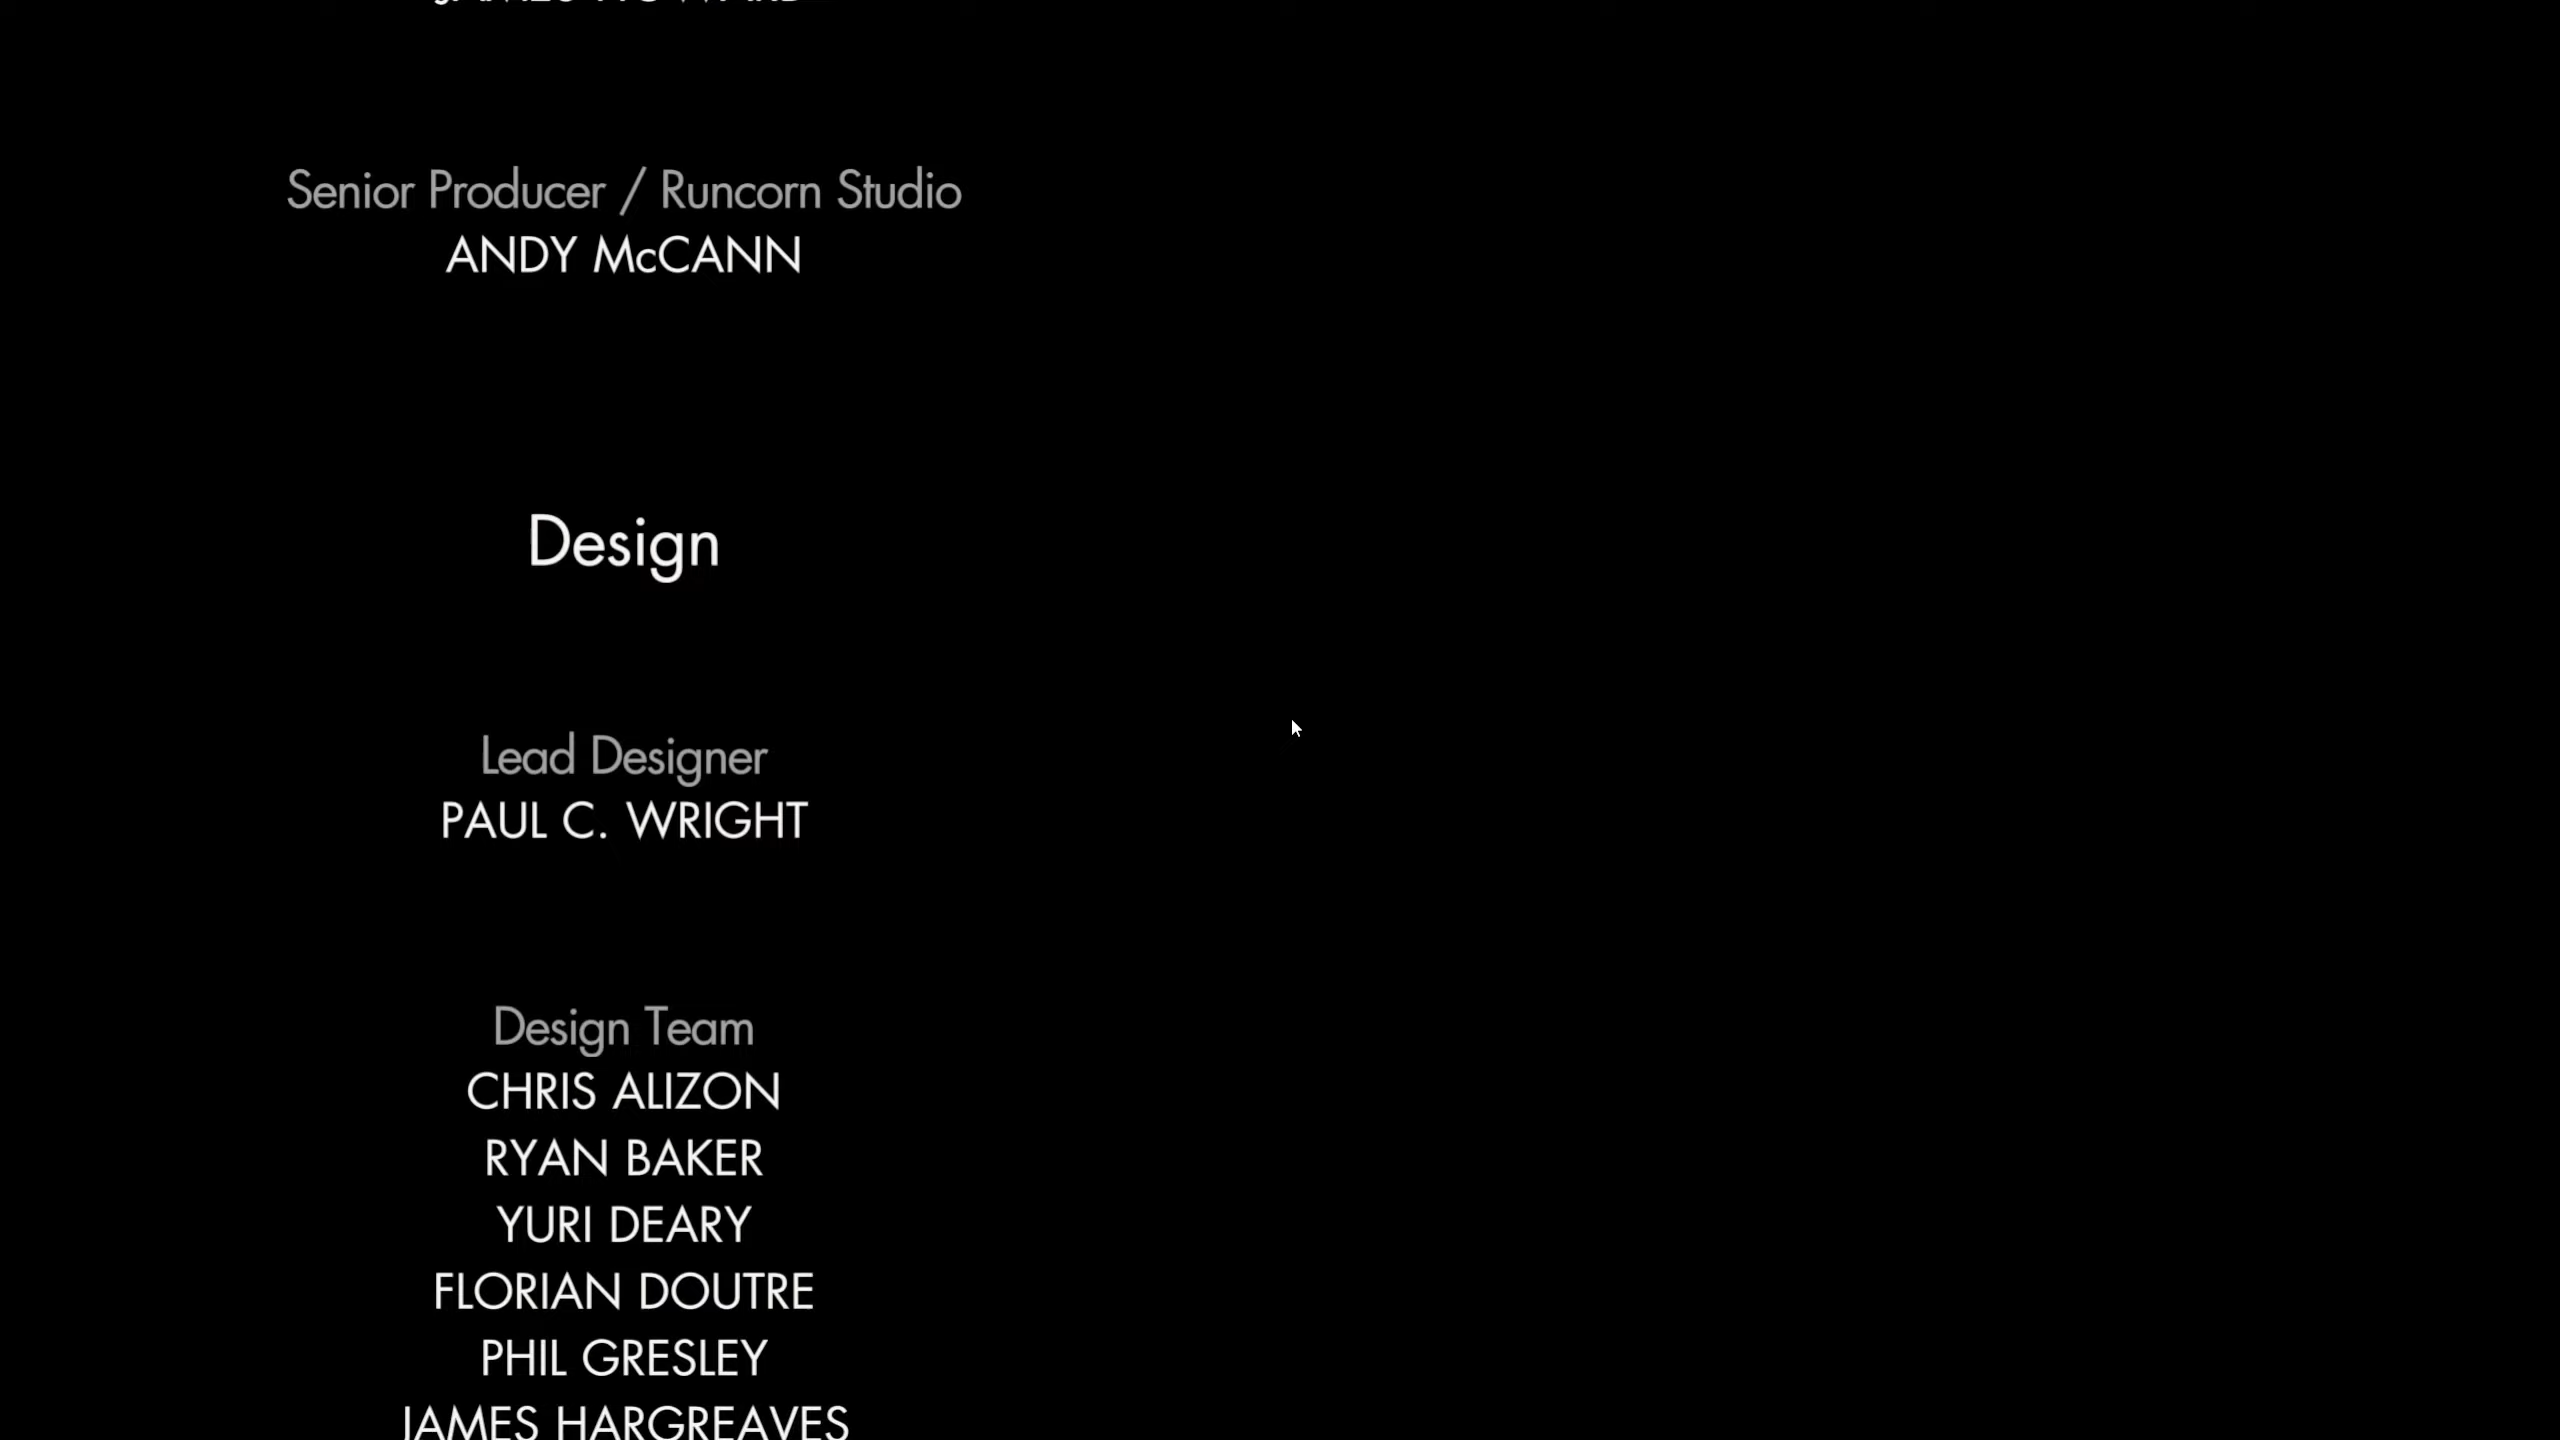 Senior Producer / Runcorn Studio
ANDY McCANN
Design
Lead Designer
PAUL C. WRIGHT
Design Team
CHRIS ALIZON
RYAN BAKER
YURI DEARY
FLORIAN DOUTRE
PHIL GRESLEY
JAMES HARGREAVES